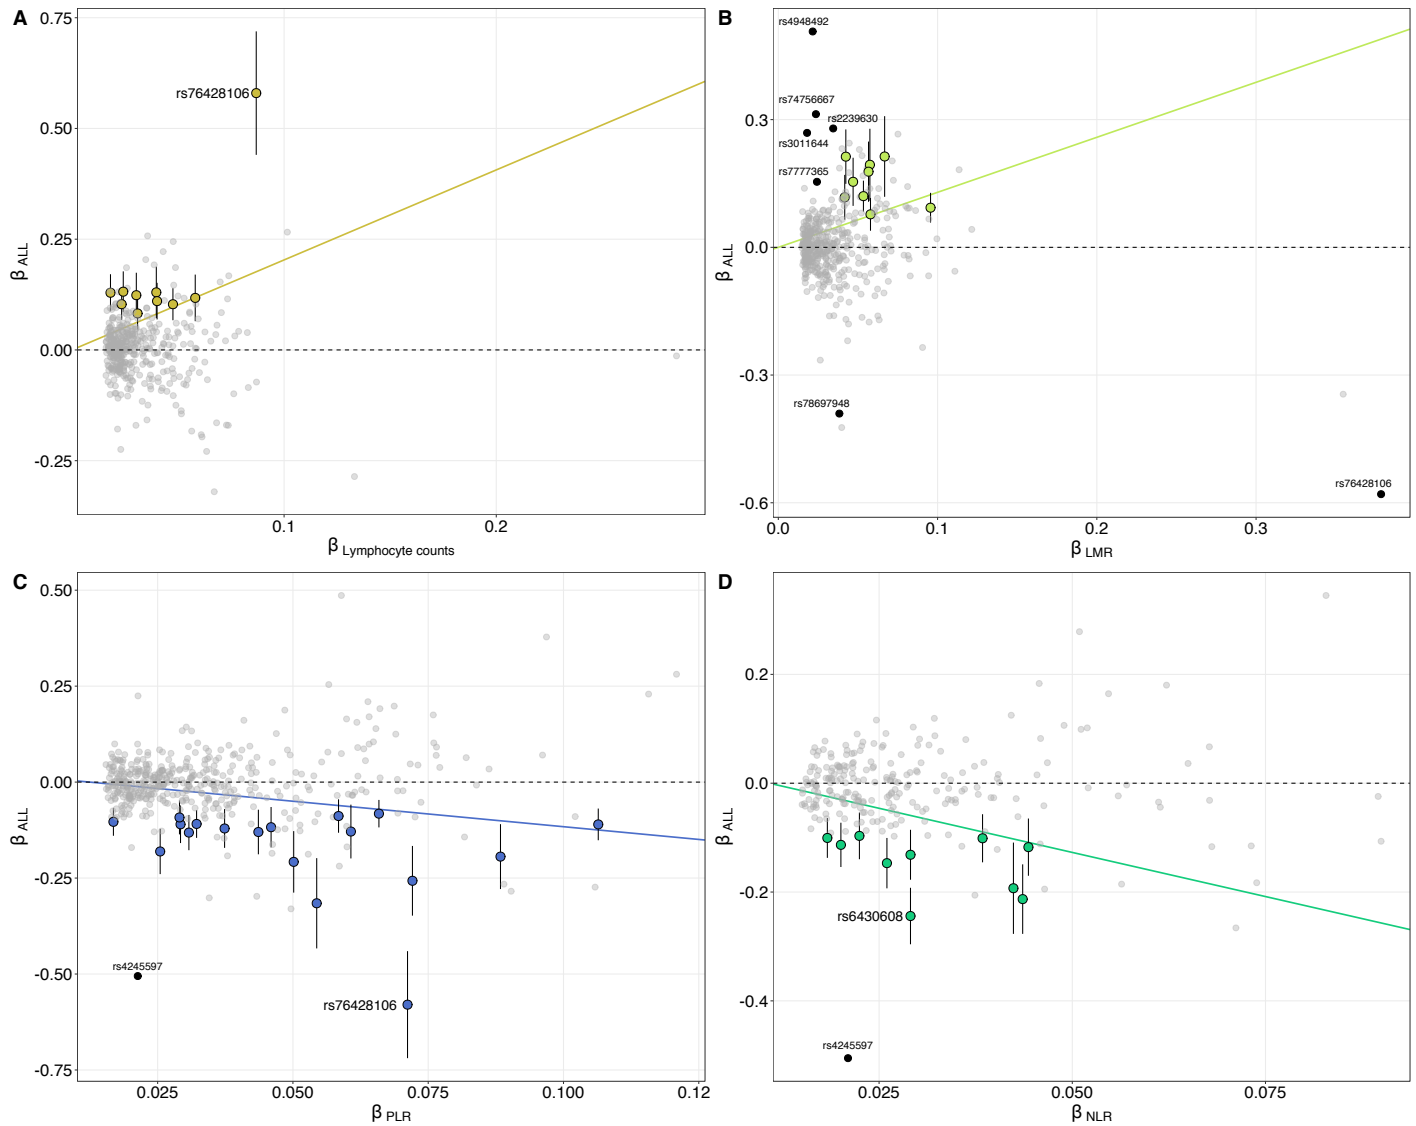 A
0.75
0.50
0.25
0.00
-0.25
β ALL
rs76428106
0.1
0.2
β Lymphocyte counts
B
0.3
0.0
-0.3
-0.6
β ALL
rs4948492
rs74756667
rs2239630
rs3011644
rs7777365
rs78697948
rs76428106
0.0
0.1
0.2
0.3
β LMR
C
0.50
0.25
0.00
-0.25
-0.50
-0.75
β ALL
rs4245597
rs76428106
0.025
0.050
0.075
0.100
0.12
β PLR
D
0.2
0.0
-0.2
-0.4
β ALL
rs6430608
rs4245597
0.025
0.050
0.075
β NLR